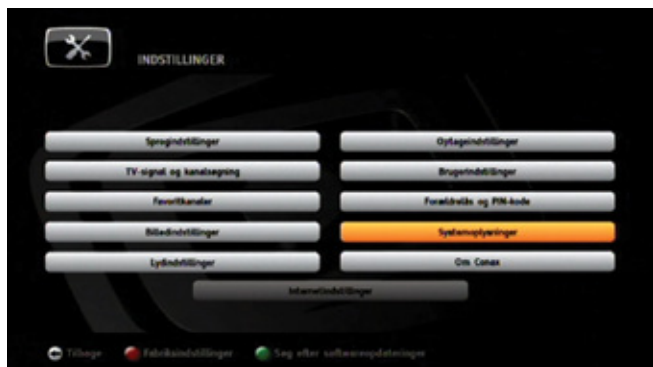 INDSTILLINGER
Sprogindstillinger
Optageindstillinger
TV-signal og kanalsøgning
Brugerindstillinger
Favoritkanaler
Forældrelås og PIN-kode
Billedindstillinger
Systemoplysninger
Lydindstillinger
Om Conax
Internetindstillinger
Tilbage
Fabriksindstillinger
Søg efter softwareopdateringer